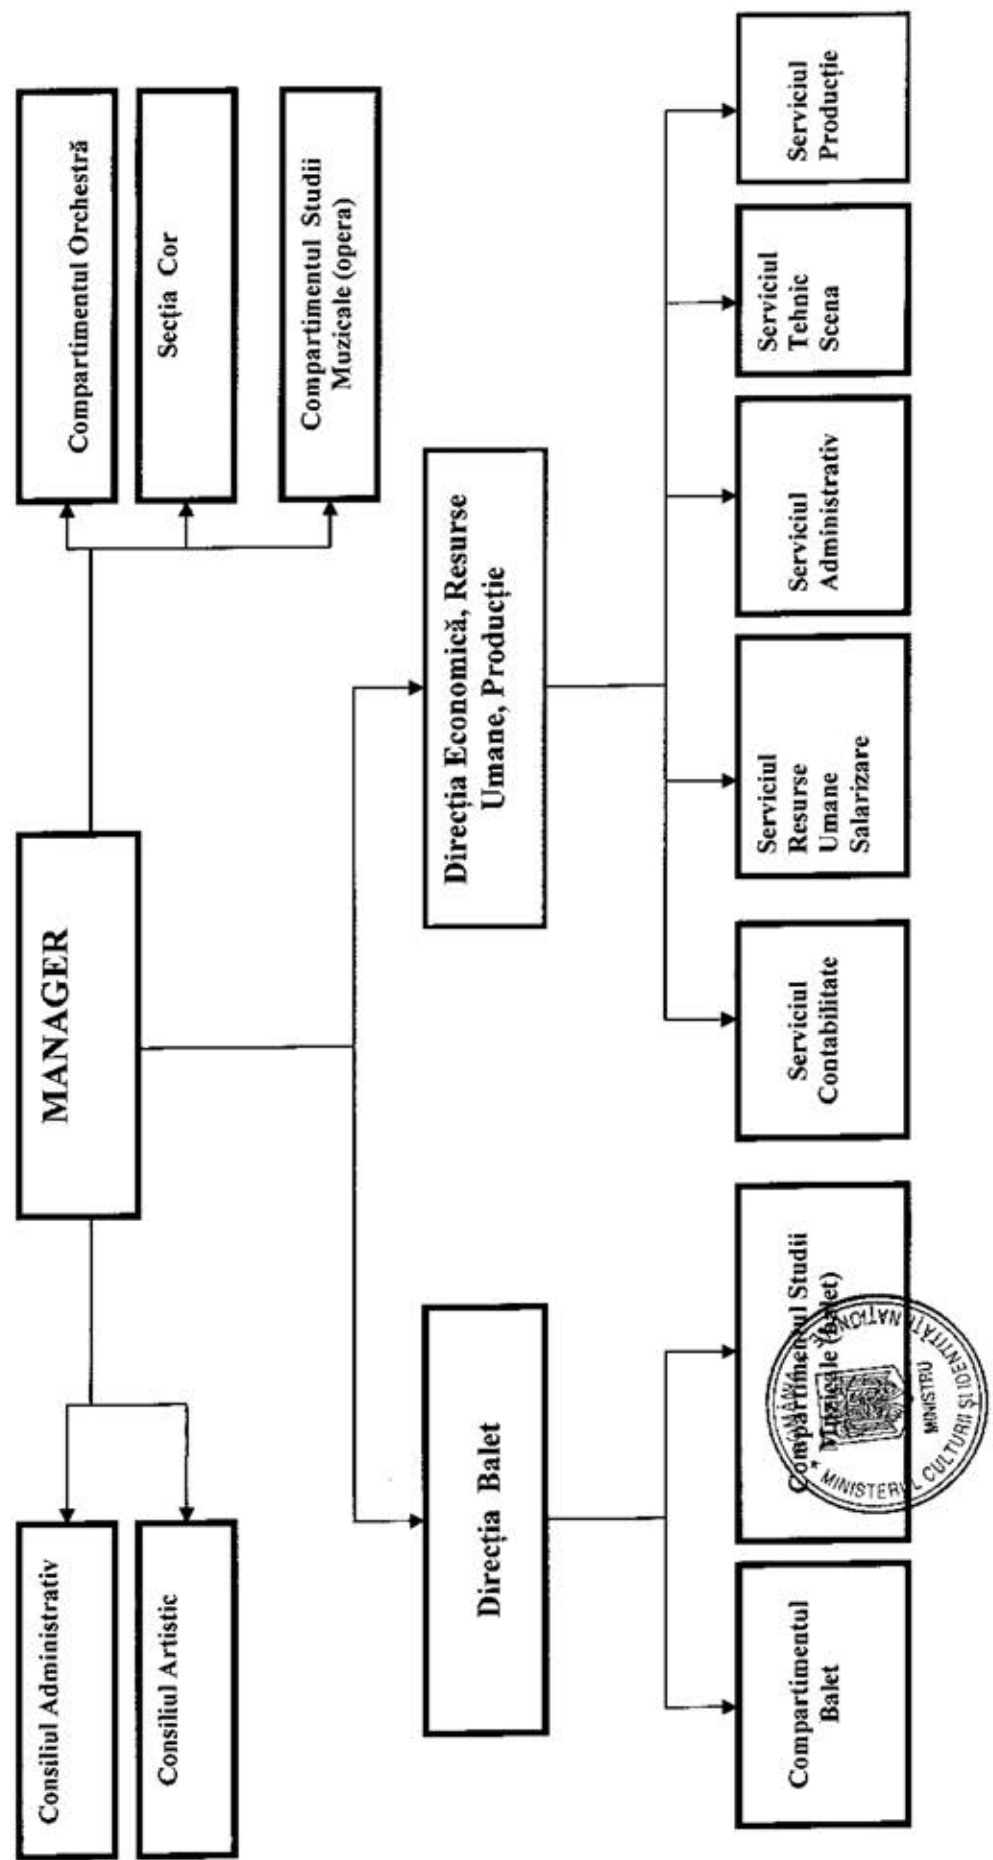 MANAGER
Consiliul Administrativ
Consiliul Artistic
Compartimentul Orchestră
Secția Cor
Compartimentul Studii
Muzicale (opera)
Direcția Balet
Direcția Economică, Resurse
Umane, Producție
Compartimentul
Balet
Compartimentul Studii
Muzicale (balet)
Serviciul
Contabilitate
Serviciul
Resurse
Umane
Salarizare
Serviciul
Administrativ
Serviciul
Tehnic
Scena
Serviciul
Producție
MINISTERUL CULTURII ȘI IDENTITĂȚII
MINISTRU